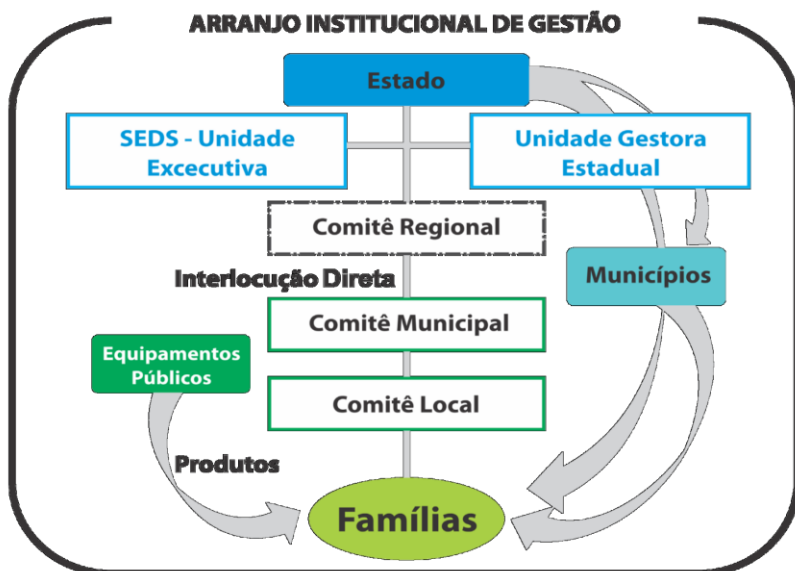 ARRANJO INSTITUCIONAL DE GESTÃO
Estado
SEDS - Unidade
Excecutiva
Unidade Gestora
Estadual
Comitê Regional
Interlocução Direta
Municípios
Comitê Municipal
Equipamentos
Públicos
Comitê Local
Produtos
Famílias